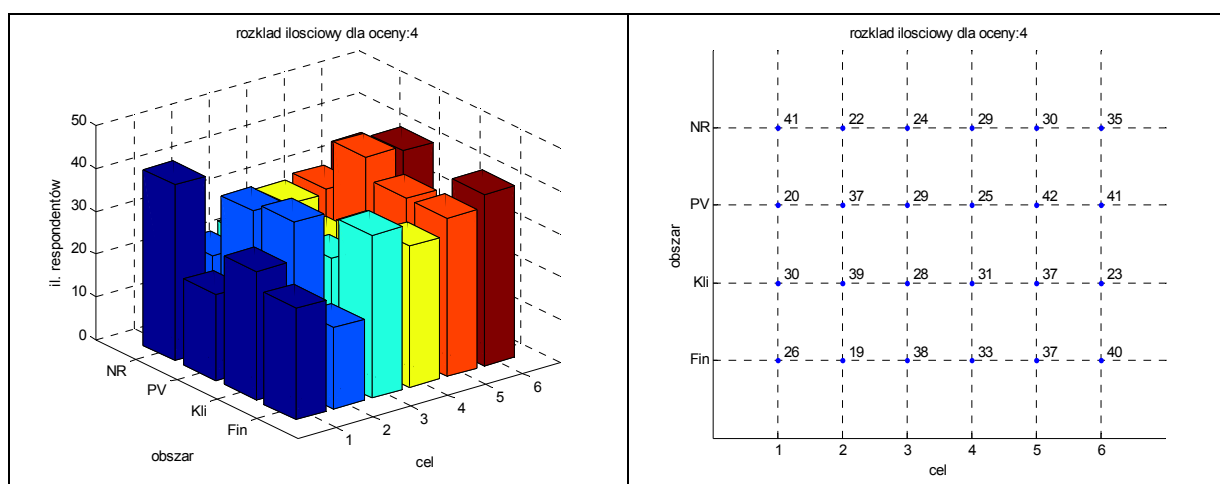 rozklad ilosciowy dla oceny:4
50
40
30
20
10
0
il. respondentów
NR
PV
Kli
Fin
obszar
1
2
3
4
5
6
cel
rozklad ilosciowy dla oceny:4
NR 41 22 24 29 30 35
PV 20 37 29 25 42 41
obszar
Kli 30 39 28 31 37 23
Fin 26 19 38 33 37 40
1 2 3 4 5 6
cel